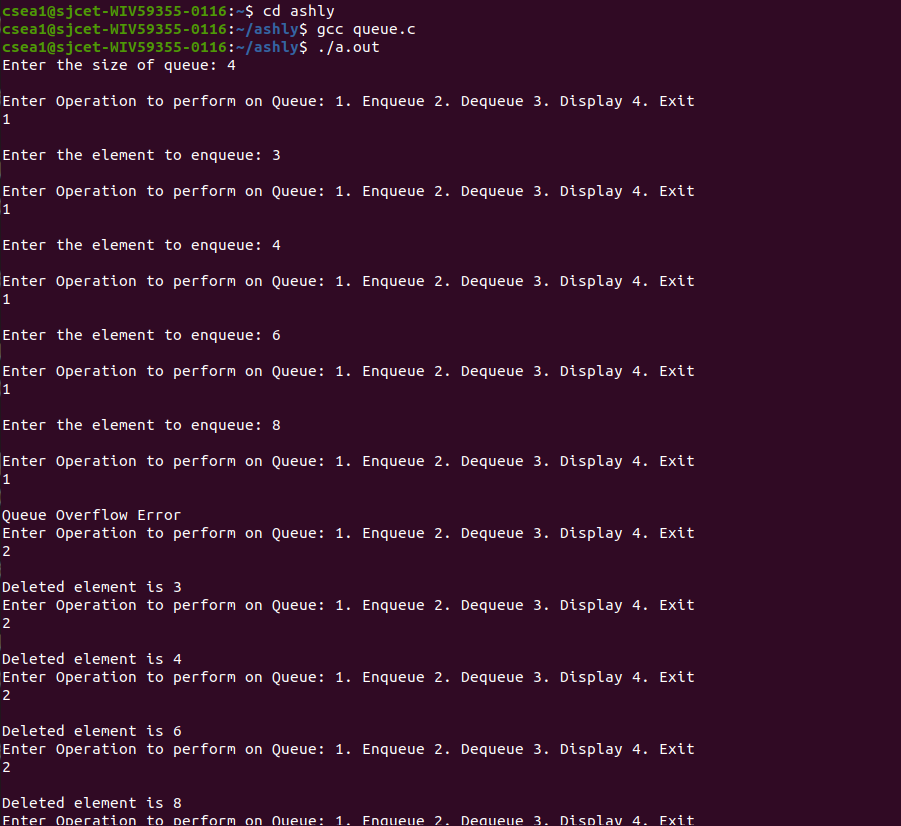 csea1@sjcet-WIV59355-0116:~$ cd ashly
csea1@sjcet-WIV59355-0116:~/ashly$ gcc queue.c
csea1@sjcet-WIV59355-0116:~/ashly$ ./a.out
Enter the size of queue: 4
Enter Operation to perform on Queue: 1. Enqueue 2. Dequeue 3. Display 4. Exit
1
Enter the element to enqueue: 3
Enter Operation to perform on Queue: 1. Enqueue 2. Dequeue 3. Display 4. Exit
1
Enter the element to enqueue: 4
Enter Operation to perform on Queue: 1. Enqueue 2. Dequeue 3. Display 4. Exit
1
Enter the element to enqueue: 6
Enter Operation to perform on Queue: 1. Enqueue 2. Dequeue 3. Display 4. Exit
1
Enter the element to enqueue: 8
Enter Operation to perform on Queue: 1. Enqueue 2. Dequeue 3. Display 4. Exit
1
Queue Overflow Error
Enter Operation to perform on Queue: 1. Enqueue 2. Dequeue 3. Display 4. Exit
2
Deleted element is 3
Enter Operation to perform on Queue: 1. Enqueue 2. Dequeue 3. Display 4. Exit
2
Deleted element is 4
Enter Operation to perform on Queue: 1. Enqueue 2. Dequeue 3. Display 4. Exit
2
Deleted element is 6
Enter Operation to perform on Queue: 1. Enqueue 2. Dequeue 3. Display 4. Exit
2
Deleted element is 8
Enter Operation to perform on Queue: 1. Enqueue 2. Dequeue 3. Display 4. Exit